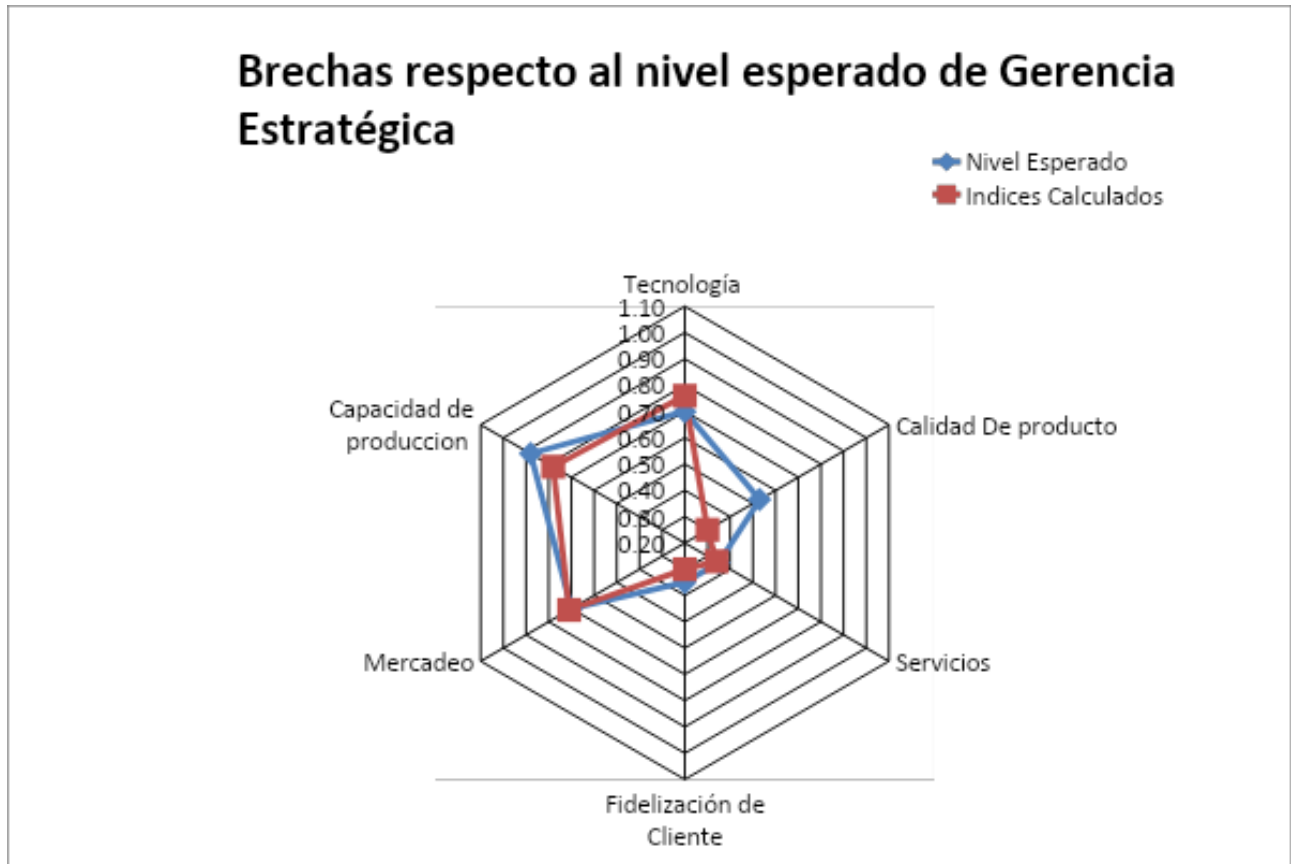 Brechas respecto al nivel esperado de Gerencia
Estratégica
Nivel Esperado
Indices Calculados
Tecnología
1.10
1.00
0.90
0.80
0.70
0.60
0.50
0.40
0.30
0.20
Capacidad de
produccion
Calidad De producto
Mercadeo
Servicios
Fidelización de
Cliente